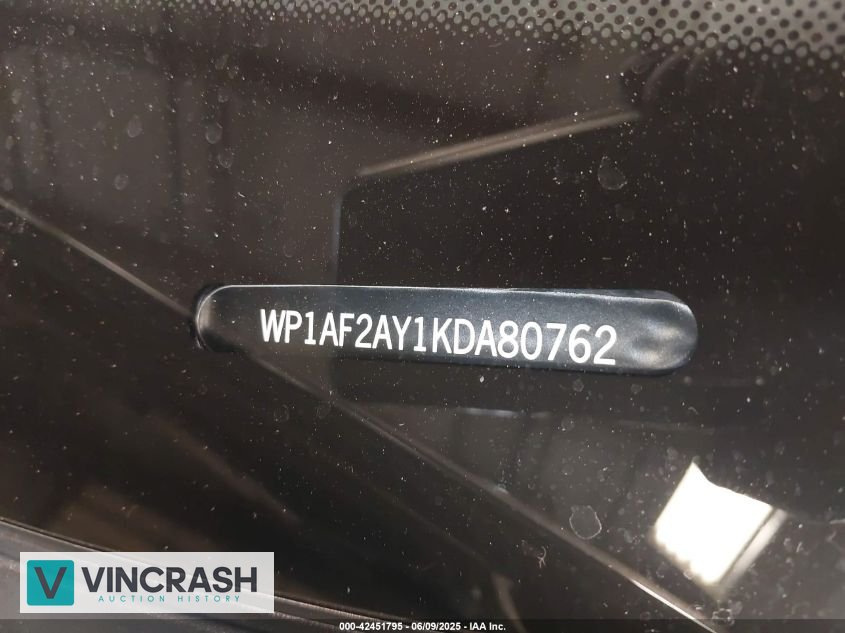 WP1AF2AY1KDA80762
V VINCRASH
AUCTION HISTORY
000-42451795 - 06/09/2025 - IAA Inc.